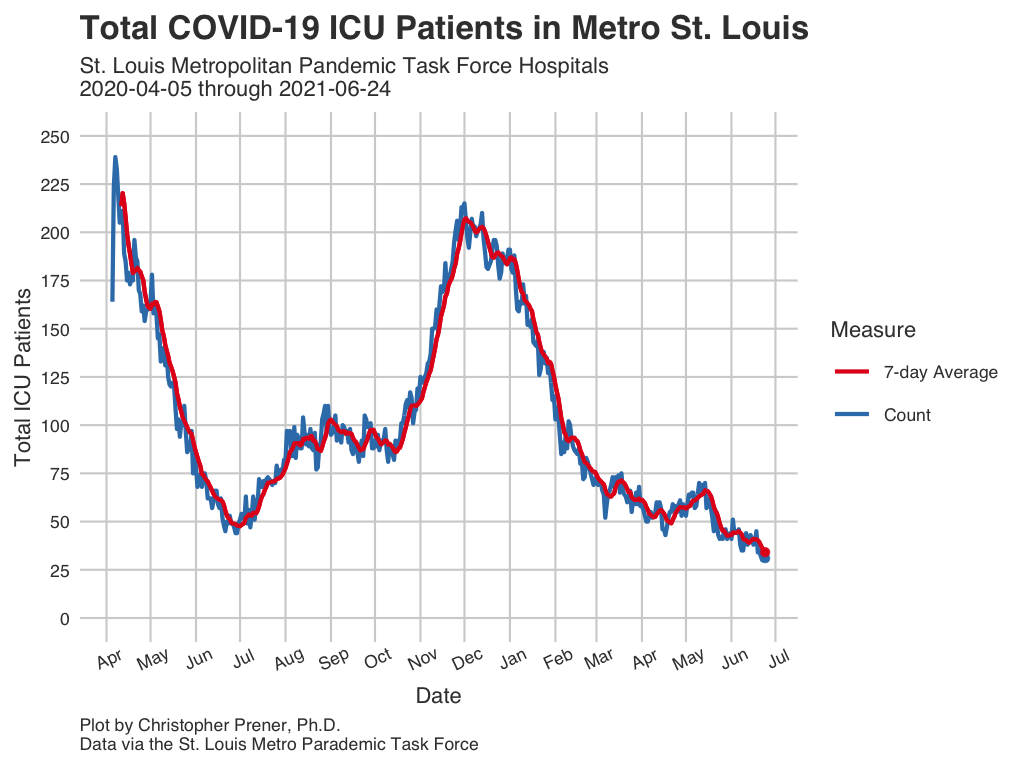 Total COVID-19 ICU Patients in Metro St. Louis
St. Louis Metropolitan Pandemic Task Force Hospitals
2020-04-05 through 2021-06-24
Total ICU Patients
250
225
200
175
150
125
100
75
50
25
0
Apr May Jun Jul Aug Sep Oct Nov Dec Jan Feb Mar Apr May Jun Jul
Date
Measure
7-day Average
Count
Plot by Christopher Prener, Ph.D.
Data via the St. Louis Metro Parademic Task Force